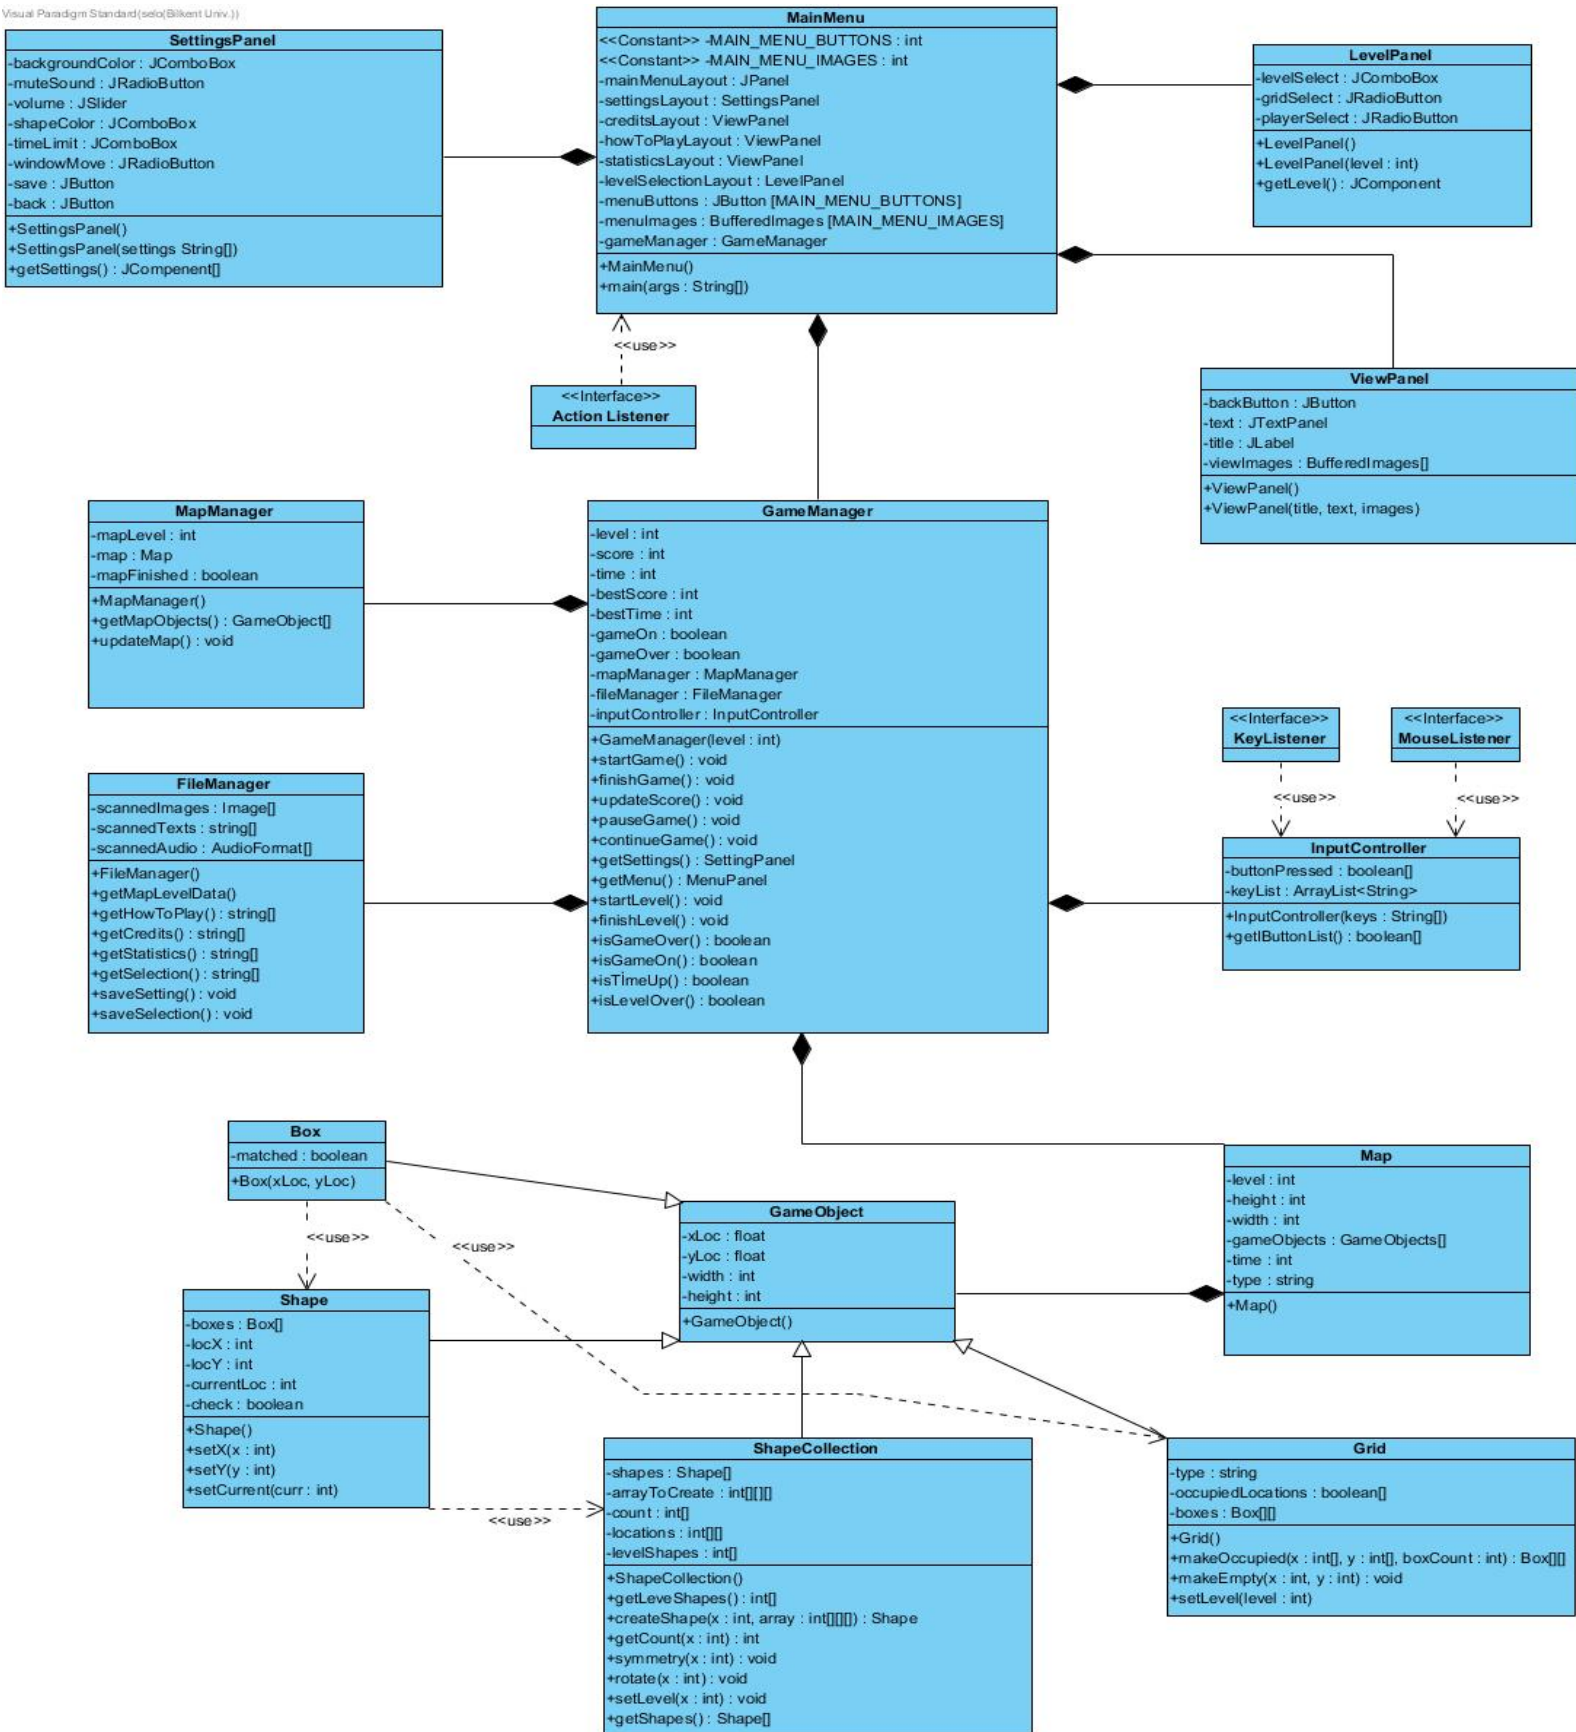 Visual Paradigm Standard(selo(Bilkent Univ.))
SettingsPanel
-backgroundColor : JComboBox
-muteSound : JRadioButton
-volume : JSlider
-shapeColor : JComboBox
-timeLimit : JComboBox
-windowMove : JRadioButton
-save : JButton
-back : JButton
+SettingsPanel()
+SettingsPanel(settings String[])
+getSettings() : JCompenent[]
MainMenu
<<Constant>> -MAIN_MENU_BUTTONS : int
<<Constant>> -MAIN_MENU_IMAGES : int
-mainMenuLayout : JPanel
-settingsLayout : SettingsPanel
-creditsLayout : ViewPanel
-howToPlayLayout : ViewPanel
-statisticsLayout : ViewPanel
-levelSelectionLayout : LevelPanel
-menuButtons : JButton [MAIN_MENU_BUTTONS]
-menuImages : BufferedImages [MAIN_MENU_IMAGES]
-gameManager : GameManager
+MainMenu()
+main(args : String[])
LevelPanel
-levelSelect : JComboBox
-gridSelect : JRadioButton
-playerSelect : JRadioButton
+LevelPanel()
+LevelPanel(level : int)
+getLevel() : JComponent
<<use>>
<<Interface>>
Action Listener
ViewPanel
-backButton : JButton
-text : JTextPanel
-title : JLabel
-viewImages : BufferedImages[]
+ViewPanel()
+ViewPanel(title, text, images)
MapManager
-mapLevel : int
-map : Map
-mapFinished : boolean
+MapManager()
+getMapObjects() : GameObject[]
+updateMap() : void
GameManager
-level : int
-score : int
-time : int
-bestScore : int
-bestTime : int
-gameOn : boolean
-gameOver : boolean
-mapManager : MapManager
-fileManager : FileManager
-inputController : InputController
+GameManager(level : int)
+startGame() : void
+finishGame() : void
+updateScore() : void
+pauseGame() : void
+continueGame() : void
+getSettings() : SettingPanel
+getMenu() : MenuPanel
+startLevel() : void
+finishLevel() : void
+isGameOver() : boolean
+isGameOn() : boolean
+isTİmeUp() : boolean
+isLevelOver() : boolean
<<Interface>>
KeyListener
<<Interface>>
MouseListener
<<use>>
<<use>>
FileManager
-scannedImages : Image[]
-scannedTexts : string[]
-scannedAudio : AudioFormat[]
+FileManager()
+getMapLevelData()
+getHowToPlay() : string[]
+getCredits() : string[]
+getStatistics() : string[]
+getSelection() : string[]
+saveSetting() : void
+saveSelection() : void
InputController
-buttonPressed : boolean[]
-keyList : ArrayList<String>
+InputController(keys : String[])
+getIButtonList() : boolean[]
Box
-matched : boolean
+Box(xLoc, yLoc)
<<use>>
<<use>>
GameObject
-xLoc : float
-yLoc : float
-width : int
-height : int
+GameObject()
Map
-level : int
-height : int
-width : int
-gameObjects : GameObjects[]
-time : int
-type : string
+Map()
Shape
-boxes : Box[]
-locX : int
-locY : int
-currentLoc : int
-check : boolean
+Shape()
+setX(x : int)
+setY(y : int)
+setCurrent(curr : int)
<<use>>
ShapeCollection
-shapes : Shape[]
-arrayToCreate : int[][][]
-count : int[]
-locations : int[][]
-levelShapes : int[]
+ShapeCollection()
+getLeveShapes() : int[]
+createShape(x : int, array : int[][][]) : Shape
+getCount(x : int) : int
+symmetry(x : int) : void
+rotate(x : int) : void
+setLevel(x : int) : void
+getShapes() : Shape[]
Grid
-type : string
-occupiedLocations : boolean[]
-boxes : Box[][]
+Grid()
+makeOccupied(x : int[], y : int[], boxCount : int) : Box[][]
+makeEmpty(x : int, y : int) : void
+setLevel(level : int)